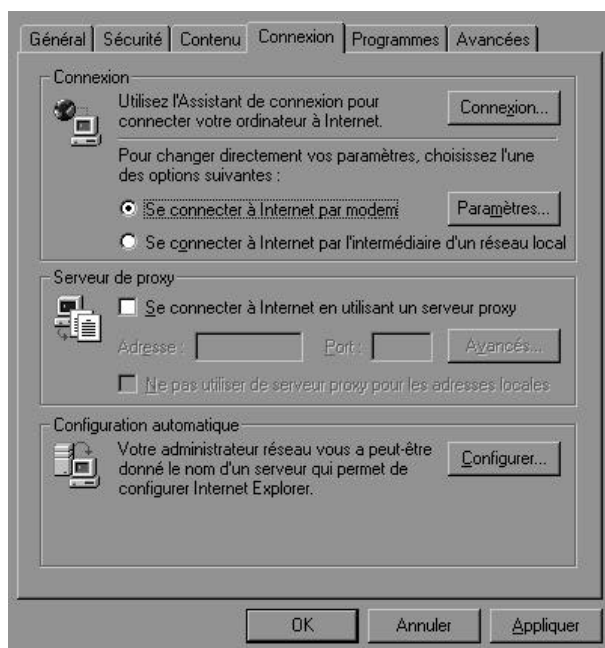 Général Sécurité Contenu Connexion Programmes Avancées
Connexion
Utilisez l'Assistant de connexion pour
connecter votre ordinateur à Internet.
Connexion...
Pour changer directement vos paramètres, choisissez l'une
des options suivantes :
Se connecter à Internet par modem
Paramètres...
Se connecter à Internet par l'intermédiaire d'un réseau local
Serveur de proxy
Se connecter à Internet en utilisant un serveur proxy
Adresse : Port : Avancés...
Ne pas utiliser de serveur proxy pour les adresses locales
Configuration automatique
Votre administrateur réseau vous a peut-être
donné le nom d'un serveur qui permet de
configurer Internet Explorer.
Configurer...
OK Annuler Appliquer